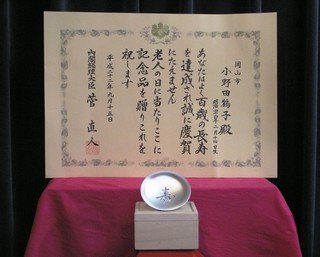 岡山市
小野田鶴子殿
あなたはよく百歳の長寿
を達成され誠に慶賀
にたえません
老人の日に当たりここに
記念品を贈りこれを
祝します
平成二十二年九月十五日
内閣総理大臣 菅 直人
寿